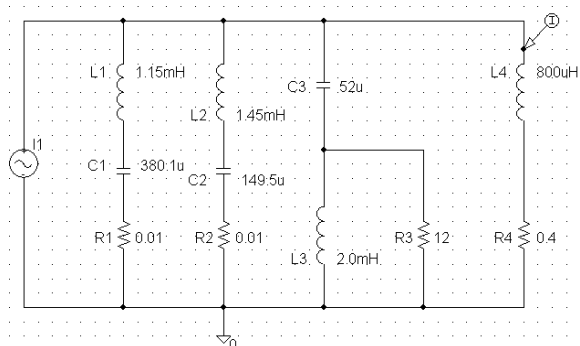 I
L1 1.15mH
C3 52u
L4 800uH
L2 1.45mH
I1
C1 380.1u
C2 149.5u
R1 0.01
R2 0.01
L3 2.0mH
R3 12
R4 0.4
0